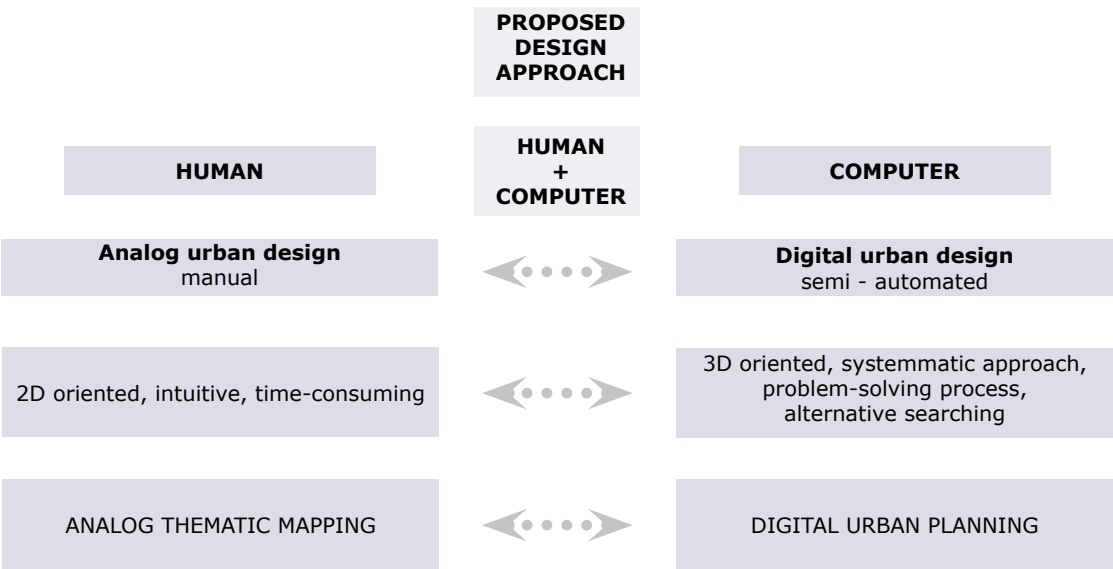 PROPOSED
DESIGN
APPROACH
HUMAN
HUMAN
+
COMPUTER
COMPUTER
Analog urban design
manual
Digital urban design
semi - automated
2D oriented, intuitive, time-consuming
3D oriented, systemmatic approach,
problem-solving process,
alternative searching
ANALOG THEMATIC MAPPING
DIGITAL URBAN PLANNING